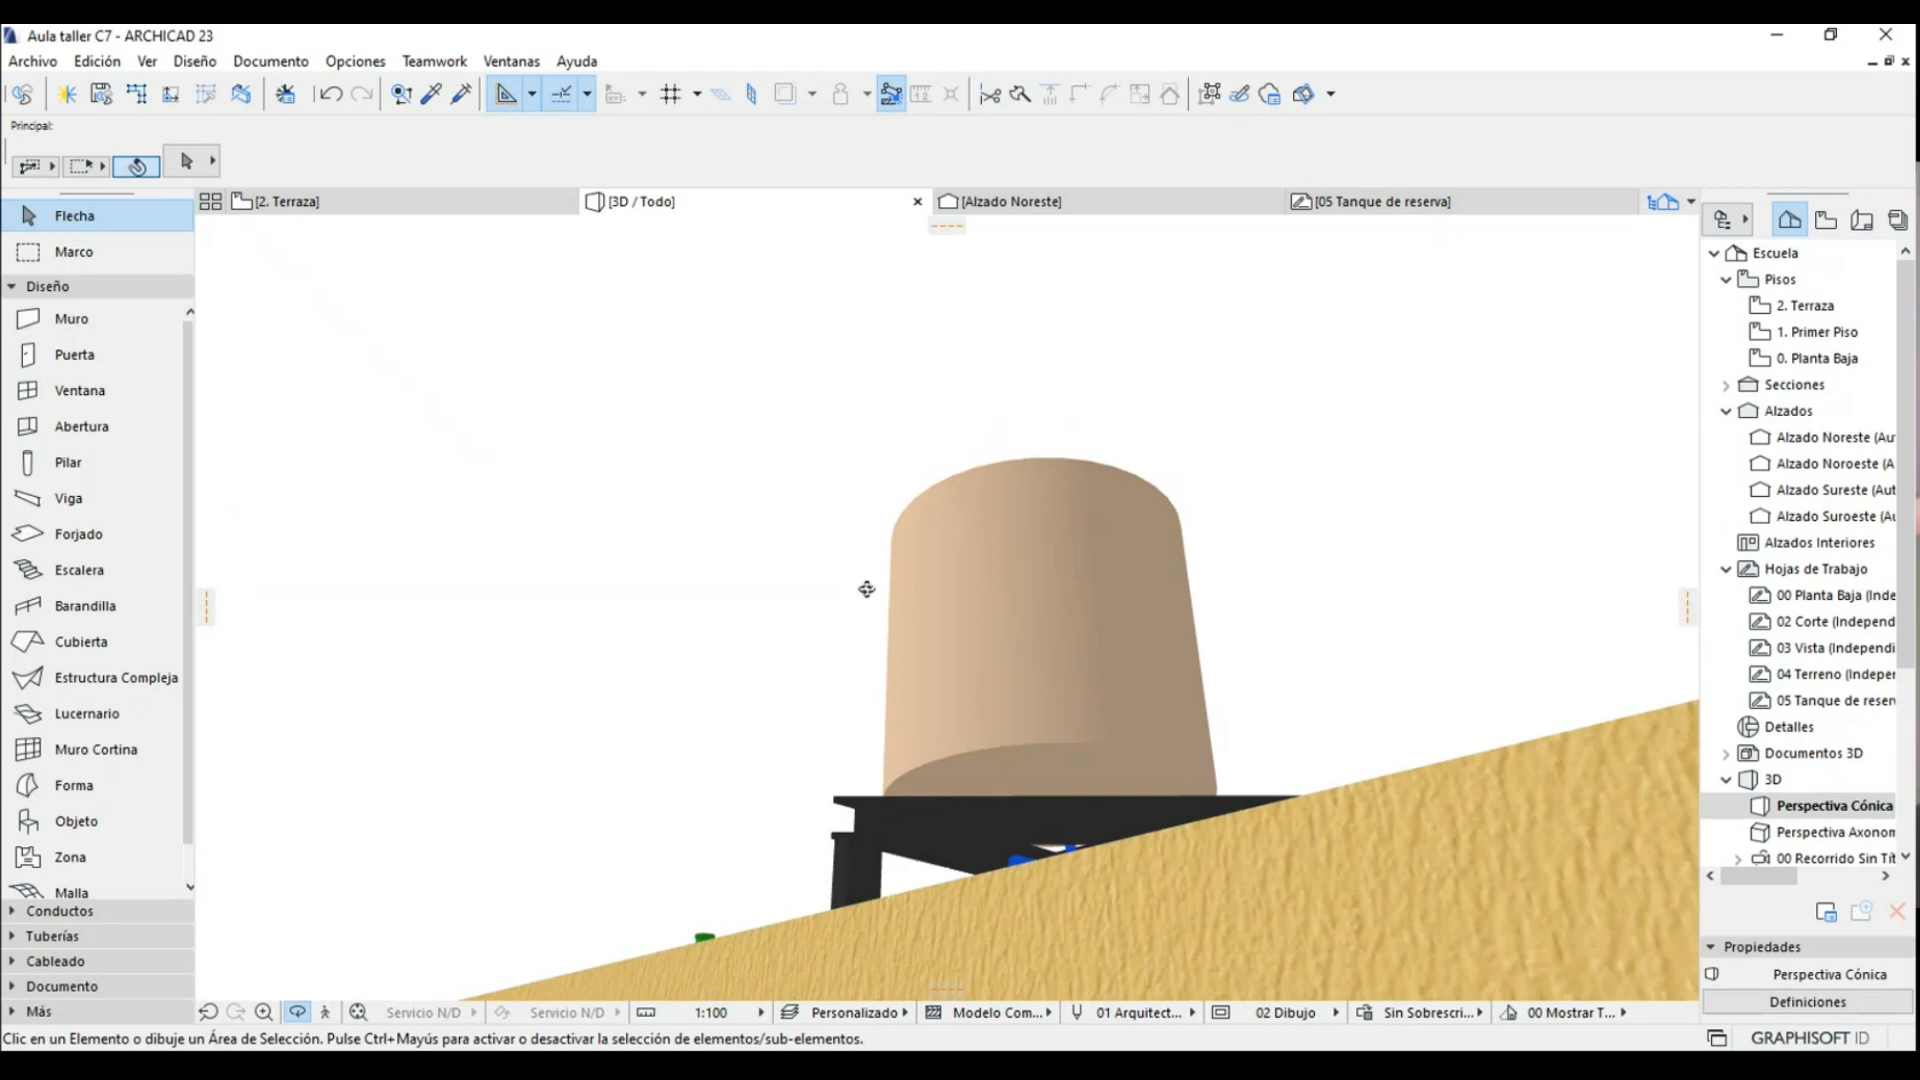 Aula taller C7 - ARCHICAD 23
Archivo Edición Ver Diseño Documento Opciones Teamwork Ventanas Ayuda
Principal:
[2. Terraza] [3D / Todo] [Alzado Noreste] [05 Tanque de reserva]
Flecha
Marco
Diseño
Muro
Puerta
Ventana
Abertura
Pilar
Viga
Forjado
Escalera
Barandilla
Cubierta
Estructura Compleja
Lucernario
Muro Cortina
Forma
Objeto
Zona
Malla
Conductos
Tuberías
Cableado
Documento
Más
Escuela
Pisos
2. Terraza
1. Primer Piso
0. Planta Baja
Secciones
Alzados
Alzado Noreste (Au
Alzado Noroeste (A
Alzado Sureste (Aut
Alzado Suroeste (Au
Alzados Interiores
Hojas de Trabajo
00 Planta Baja (Inde
02 Corte (Independ
03 Vista (Independi
04 Terreno (Indeper
05 Tanque de reser
Detalles
Documentos 3D
3D
Perspectiva Cónica
Perspectiva Axonom
00 Recorrido Sin Tít
Propiedades
Perspectiva Cónica
Definiciones
Servicio N/D Servicio N/D 1:100 Personalizado Modelo Com... 01 Arquitect... 02 Dibujo Sin Sobrescri... 00 Mostrar T...
Clic en un Elemento o dibuje un Área de Selección. Pulse Ctrl+Mayús para activar o desactivar la selección de elementos/sub-elementos.
GRAPHISOFT ID